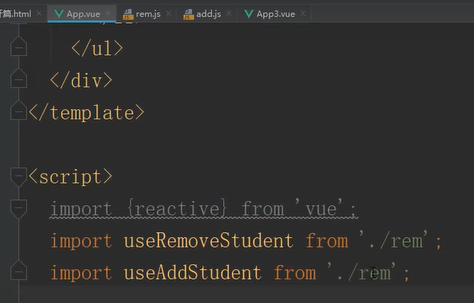 篇.html App.vue rem.js add.js App3.vue
</ul>
</div>
</template>
<script>
import {reactive} from 'vue';
import useRemoveStudent from './rem';
import useAddStudent from './rem';